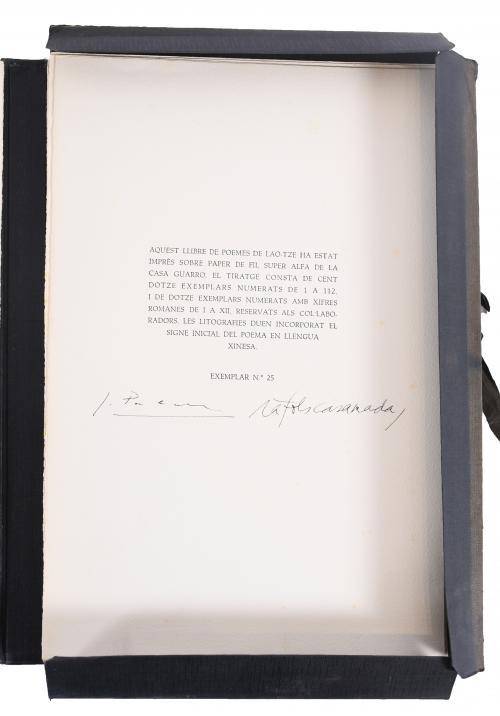 AQUEST LLIBRE DE POEMES DE LAO-TZE HA ESTAT
IMPRÈS SOBRE PAPER DE FIL SUPER ALFA DE LA
CASA GUARRO. EL TIRATGE CONSTA DE CENT
DOTZE EXEMPLARS NUMERATS DE 1 A 112,
I DE DOTZE EXEMPLARS NUMERATS AMB XIFRES
ROMANES DE I A XII, RESERVATS ALS COL·LABO-
RADORS. LES LITOGRAFIES DUEN INCORPORAT EL
SIGNE INICIAL DEL POEMA EN LLENGUA
XINESA.
EXEMPLAR N.º 25
Ràfols casamada